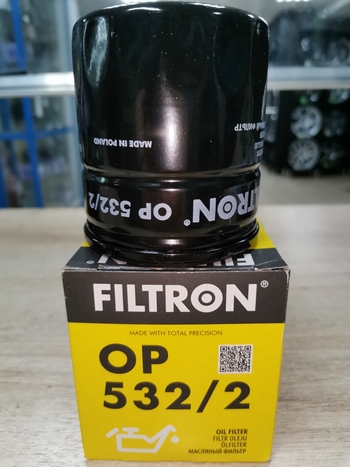 MADE IN POLAND
ФИЛЬТР
OP 532/2
FILTRON
FILTRON®
MADE WITH TOTAL PRECISION
OP
532/2
OIL FILTER
FILTR OLEJU
ÖLFILTER
МАСЛЯНЫЙ ФИЛЬТР